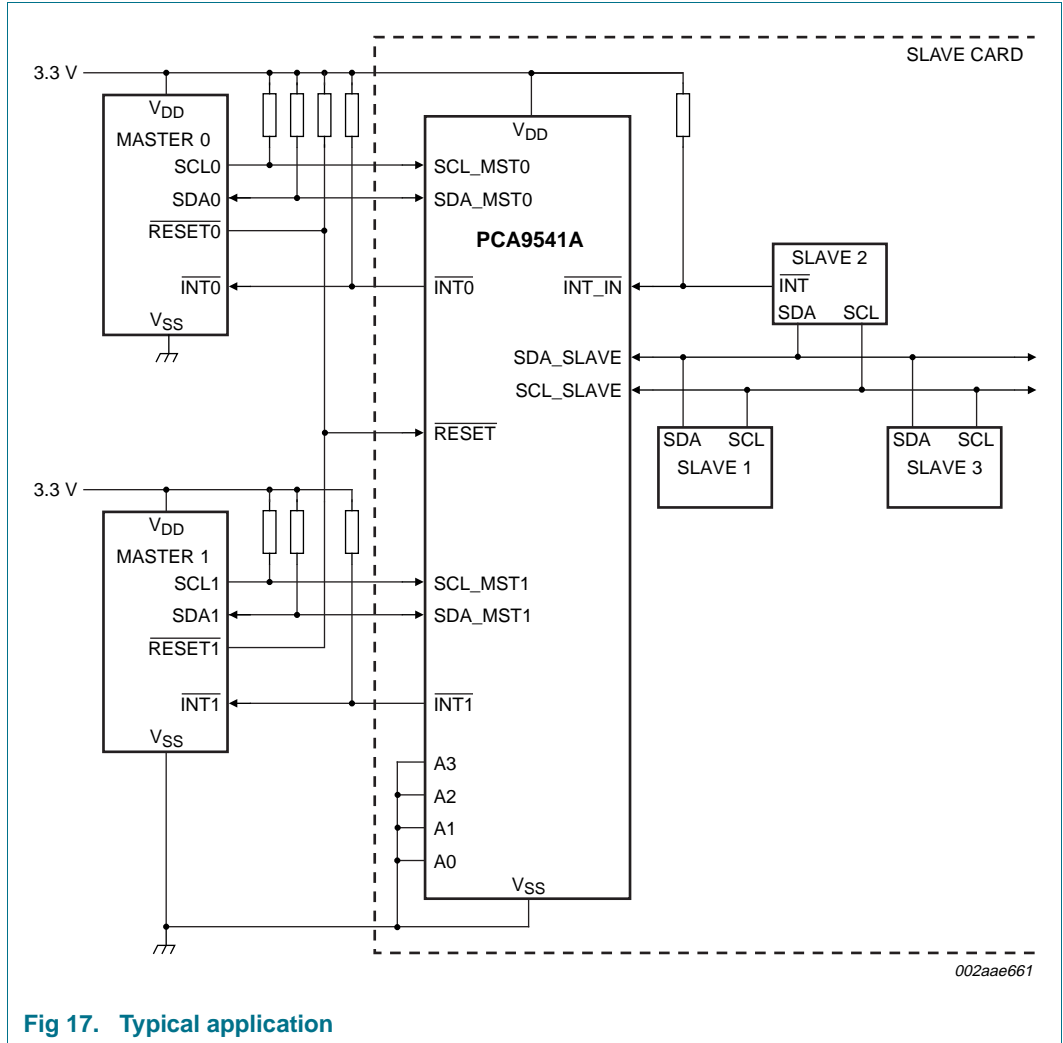 SLAVE CARD
3.3 V
VDD
MASTER 0
SCL0
SDA0
RESET0
INT0
VSS
VDD
SCL_MST0
SDA_MST0
PCA9541A
INT0
INT_IN
SDA_SLAVE
SCL_SLAVE
RESET
SLAVE 2
INT
SDA SCL
SDA SCL
SLAVE 1
SDA SCL
SLAVE 3
3.3 V
VDD
MASTER 1
SCL1
SDA1
RESET1
INT1
VSS
SCL_MST1
SDA_MST1
INT1
A3
A2
A1
A0
VSS
002aae661
Fig 17. Typical application